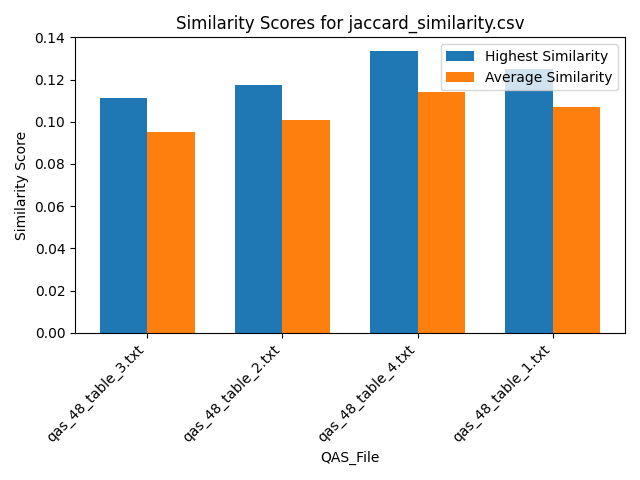 Similarity Scores for jaccard_similarity.csv
Highest Similarity
Average Similarity
Similarity Score
0.14
0.12
0.10
0.08
0.06
0.04
0.02
0.00
qas_48_table_3.txt
qas_48_table_2.txt
qas_48_table_4.txt
qas_48_table_1.txt
QAS_File